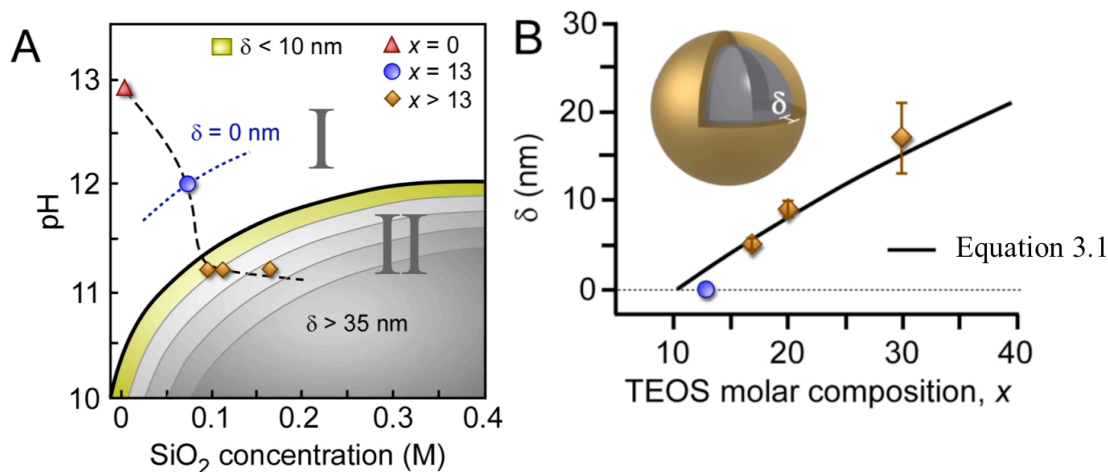 A
δ < 10 nm
x = 0
x = 13
x > 13
13
12
11
10
pH
δ = 0 nm
I
II
δ > 35 nm
0
0.1
0.2
0.3
0.4
SiO₂ concentration (M)
B
30
20
10
0
δ (nm)
δ
Equation 3.1
10
20
30
40
TEOS molar composition, x